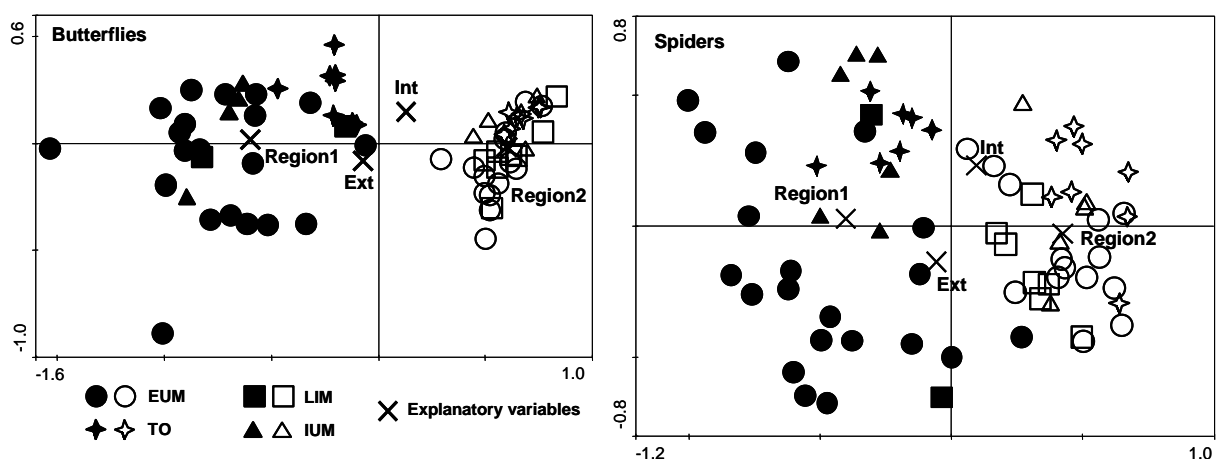 0.6
Butterflies
Int
Region1
Ext
Region2
-1.0
-1.6
1.0
EUM
LIM
Explanatory variables
TO
IUM
0.8
Spiders
Int
Region1
Region2
Ext
-0.8
-1.2
1.0